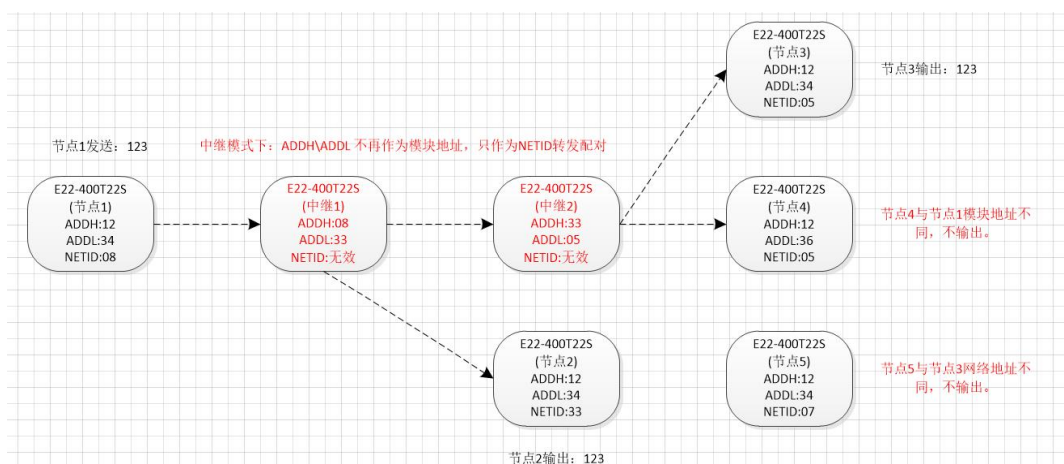 E22-400T22S
(节点3)
ADDH:12
ADDL:34
NETID:05
节点3输出：123
节点1发送：123
中继模式下：ADDH\ADDL 不再作为模块地址，只作为NETID转发配对
E22-400T22S
(节点1)
ADDH:12
ADDL:34
NETID:08
E22-400T22S
(中继1)
ADDH:08
ADDL:33
NETID:无效
E22-400T22S
(中继2)
ADDH:33
ADDL:05
NETID:无效
E22-400T22S
(节点4)
ADDH:12
ADDL:36
NETID:05
节点4与节点1模块地址不
同，不输出。
E22-400T22S
(节点2)
ADDH:12
ADDL:34
NETID:33
节点2输出：123
E22-400T22S
(节点5)
ADDH:12
ADDL:34
NETID:07
节点5与节点3网络地址不
同，不输出。